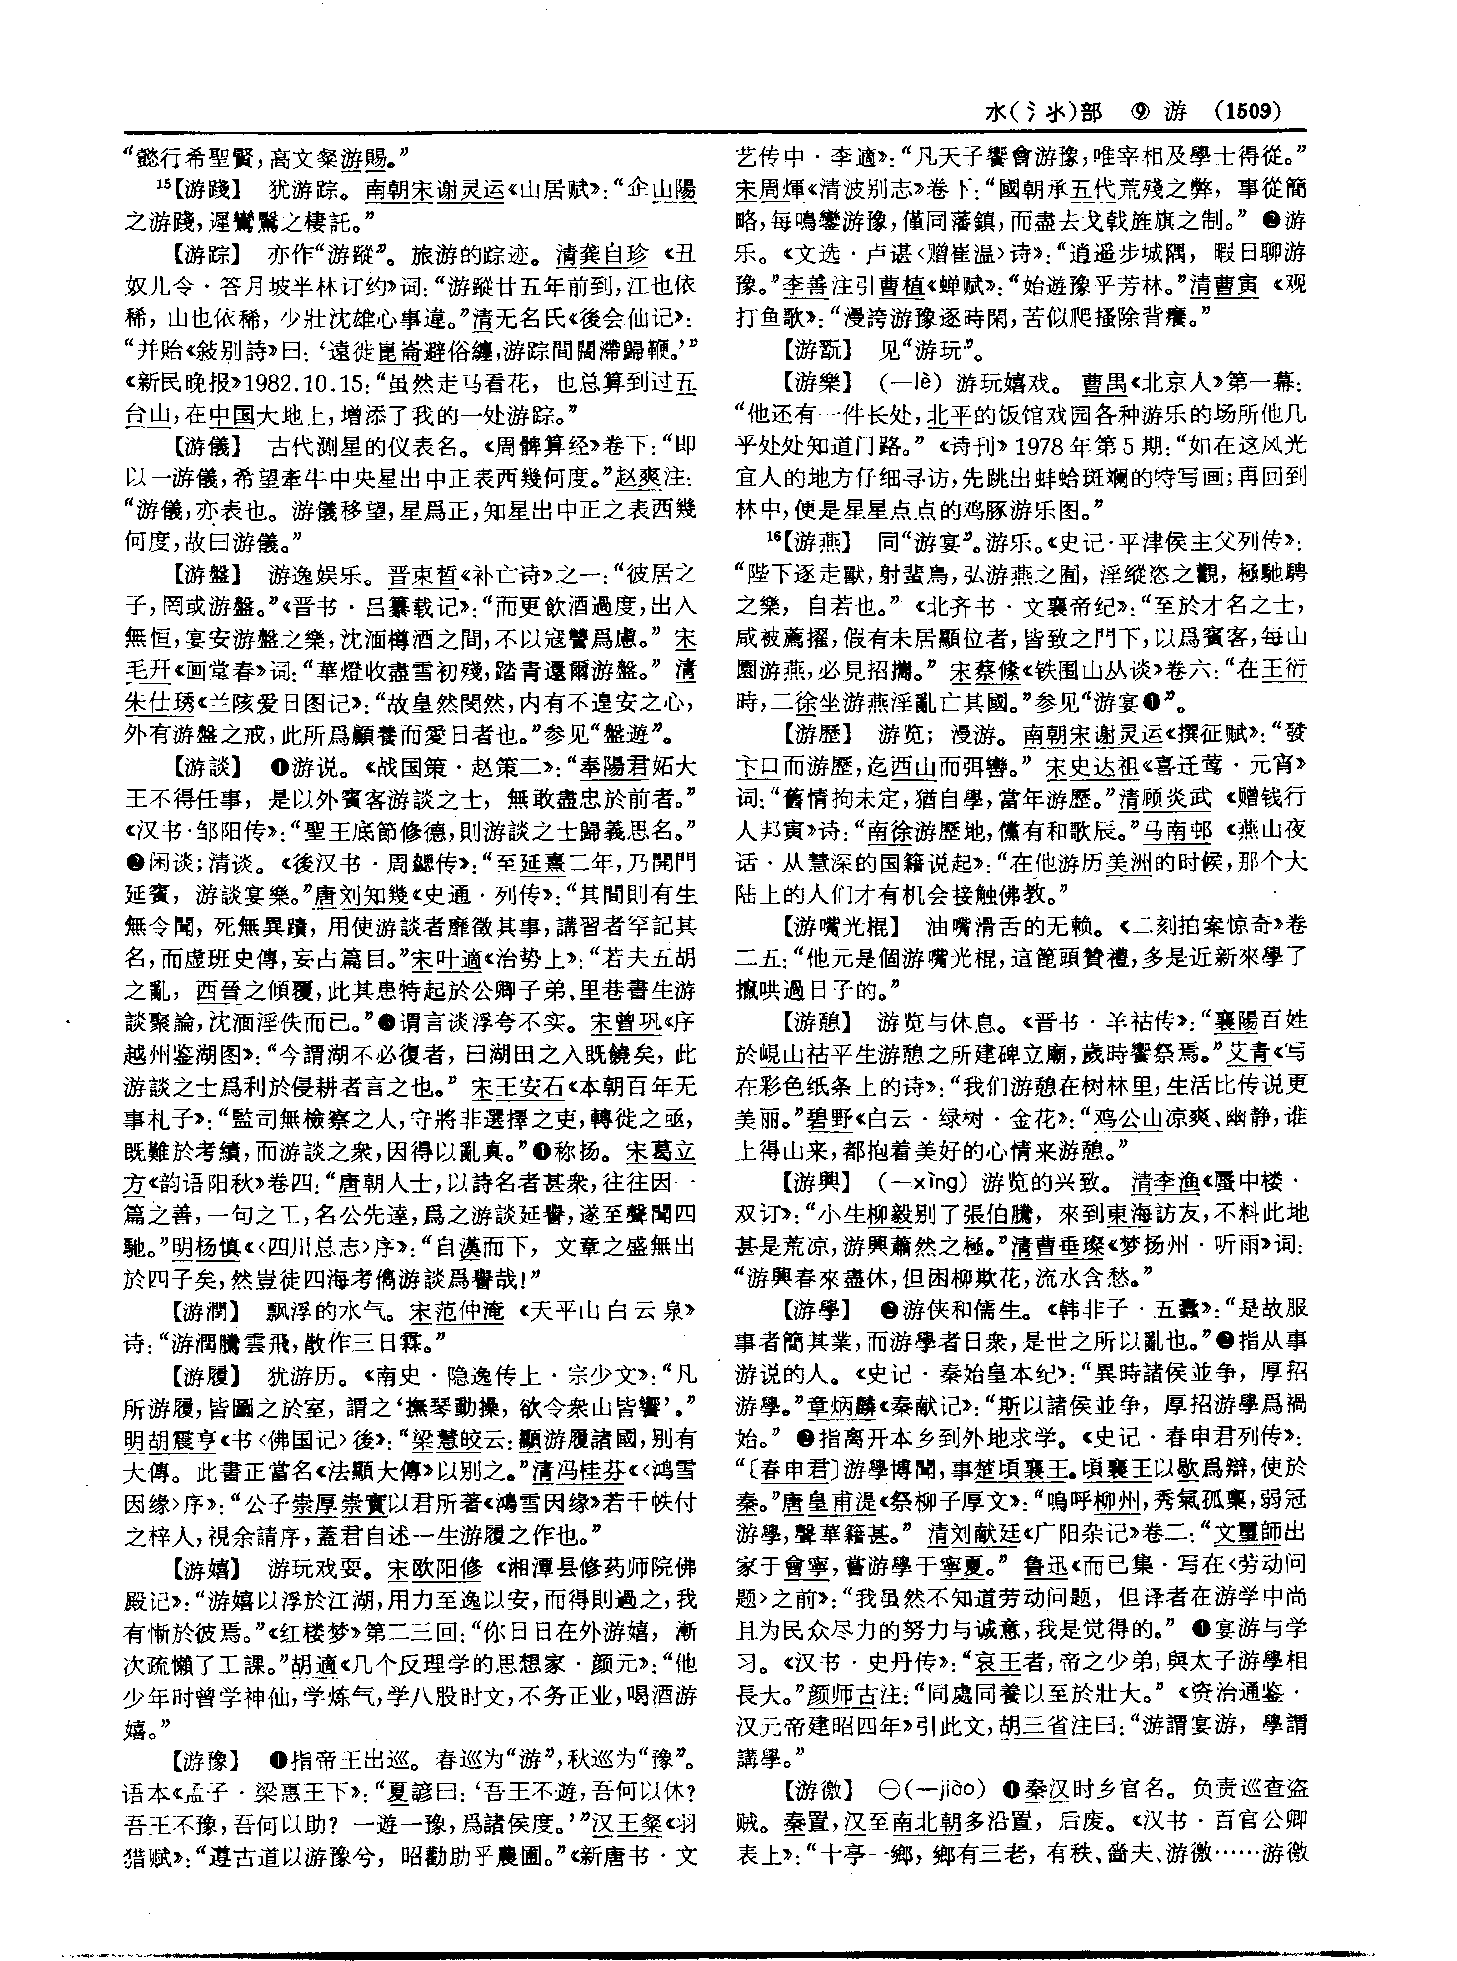 水(氵氺)部 ⑨ 游 (1509)
“懿行希聖賢，高文粲游賜。”
15【游踐】 犹游踪。南朝宋谢灵运《山居赋》：“企山陽
之游踐，遲鸞鷖之棲託。”
【游踪】 亦作“游蹤”。旅游的踪迹。清龚自珍《丑
奴儿令·答月坡半林订约》词：“游蹤廿五年前到，江也依
稀，山也依稀，少壯沈雄心事違。”清无名氏《後会仙记》：
“并貽《敍别詩》曰：‘遠徙崑崙避俗纏，游踪間闊滯歸鞭。’”
《新民晚报》1982.10.15：“虽然走马看花，也总算到过五
台山，在中国大地上，增添了我的一处游踪。”
【游儀】 古代测星的仪表名。《周髀算经》卷下：“即
以一游儀，希望牽牛中央星出中正表西幾何度。”赵爽注：
“游儀，亦表也。游儀移望，星爲正，知星出中正之表西幾
何度，故曰游儀。”
【游盤】 游逸娱乐。晋束晳《补亡诗》之一：“彼居之
子，罔或游盤。”《晋书·吕纂载记》：“而更飲酒過度，出入
無恒，宴安游盤之樂，沈湎樽酒之間，不以寇讐爲慮。”宋
毛幵《画堂春》词：“華燈收盡雪初殘，踏青還爾游盤。”清
朱仕琇《兰陔爱日图记》：“故皇然閔然，内有不遑安之心，
外有游盤之戒，此所爲顧養而愛日者也。”参见“盤遊”。
【游談】 ❶游说。《战国策·赵策二》：“奉陽君妬大
王不得任事，是以外賓客游談之士，無敢盡忠於前者。”
《汉书·邹阳传》：“聖王底節修德，則游談之士歸義思名。”
❷闲谈；清谈。《後汉书·周勰传》：“至延熹二年，乃開門
延賓，游談宴樂。”唐刘知幾《史通·列传》：“其間則有生
無令聞，死無異蹟，用使游談者靡徵其事，講習者罕記其
名，而虚班史傳，妄占篇目。”宋叶適《治势上》：“若夫五胡
之亂，西晉之傾覆，此其患特起於公卿子弟、里巷書生游
談聚論，沈湎淫佚而已。”❸谓言谈浮夸不实。宋曾巩《序
越州鉴湖图》：“今謂湖不必復者，曰湖田之入既饒矣，此
游談之士爲利於侵耕者言之也。”宋王安石《本朝百年无
事札子》：“監司無檢察之人，守將非選擇之吏，轉徙之亟，
既難於考績，而游談之衆，因得以亂真。”❹称扬。宋葛立
方《韵语阳秋》卷四：“唐朝人士，以詩名者甚衆，往往因一
篇之善，一句之工，名公先達，爲之游談延譽，遂至聲聞四
馳。”明杨慎《〈四川总志〉序》：“自漢而下，文章之盛無出
於四子矣，然豈徒四海考儁游談爲譽哉！”
【游潤】 飘浮的水气。宋范仲淹《天平山白云泉》
诗：“游潤騰雲飛，散作三日霖。”
【游履】 犹游历。《南史·隐逸传上·宗少文》：“凡
所游履，皆圖之於室，謂之‘撫琴動操，欲令衆山皆響’。”
明胡震亨《书〈佛国记〉後》：“梁慧皎云：顯游履諸國，别有
大傳。此書正當名《法顯大傳》以别之。”清冯桂芬《〈鸿雪
因缘〉序》：“公子崇厚崇實以君所著《鴻雪因缘》若干帙付
之梓人，視余請序，蓋君自述一生游履之作也。”
【游嬉】 游玩戏耍。宋欧阳修《湘潭县修药师院佛
殿记》：“游嬉以浮於江湖，用力至逸以安，而得則過之，我
有慚於彼焉。”《红楼梦》第二三回：“你日日在外游嬉，漸
次疏懶了工課。”胡適《几个反理学的思想家·颜元》：“他
少年时曾学神仙，学炼气，学八股时文，不务正业，喝酒游
嬉。”
【游豫】 ❶指帝王出巡。春巡为“游”，秋巡为“豫”。
语本《孟子·梁惠王下》：“夏諺曰：‘吾王不遊，吾何以休？
吾王不豫，吾何以助？一遊一豫，爲諸侯度。’”汉王粲《羽
猎赋》：“遵古道以游豫兮，昭勸助乎農圃。”《新唐书·文
艺传中·李適》：“凡天子饗會游豫，唯宰相及學士得從。”
宋周煇《清波别志》卷下：“國朝承五代荒殘之弊，事從簡
略，每鳴鑾游豫，僅同藩鎮，而盡去戈戟旌旗之制。”❷游
乐。《文选·卢谌〈赠崔温〉诗》：“逍遥步城隅，暇日聊游
豫。”李善注引曹植《蝉赋》：“始遊豫乎芳林。”清曹寅《观
打鱼歌》：“漫誇游豫逐時閑，苦似爬搔除背癢。”
【游翫】 见“游玩”。
【游樂】 （—lè）游玩嬉戏。曹禺《北京人》第一幕：
“他还有一件长处，北平的饭馆戏园各种游乐的场所他几
乎处处知道门路。”《诗刊》1978年第5期：“如在这风光
宜人的地方仔细寻访，先跳出蚌蛤斑斓的特写画；再回到
林中，便是星星点点的鸡豚游乐图。”
16【游燕】 同“游宴”。游乐。《史记·平津侯主父列传》：
“陛下逐走獸，射蜚鳥，弘游燕之囿，淫縱恣之觀，極馳騁
之樂，自若也。”《北齐书·文襄帝纪》：“至於才名之士，
咸被薦擢，假有未居顯位者，皆致之門下，以爲賓客，每山
園游燕，必見招攜。”宋蔡絛《铁围山丛谈》卷六：“在王衍
時，二徐坐游燕淫亂亡其國。”参见“游宴❶”。
【游歷】 游览；漫游。南朝宋谢灵运《撰征赋》：“發
卞口而游歷，迄西山而弭轡。”宋史达祖《喜迁莺·元宵》
词：“舊情拘未定，猶自學，當年游歷。”清顾炎武《赠钱行
人邦寅》诗：“南徐游歷地，儻有和歌辰。”马南邨《燕山夜
话·从慧深的国籍说起》：“在他游历美洲的时候，那个大
陆上的人们才有机会接触佛教。”
【游嘴光棍】 油嘴滑舌的无赖。《二刻拍案惊奇》卷
二五：“他元是個游嘴光棍，這篦頭贊禮，多是近新來學了
攛哄過日子的。”
【游憩】 游览与休息。《晋书·羊祜传》：“襄陽百姓
於峴山祜平生游憩之所建碑立廟，歲時饗祭焉。”艾青《写
在彩色纸条上的诗》：“我们游憩在树林里，生活比传说更
美丽。”碧野《白云·绿树·金花》：“鸡公山凉爽、幽静，谁
上得山来，都抱着美好的心情来游憩。”
【游興】 （—xìng）游览的兴致。清李渔《蜃中楼·
双订》：“小生柳毅别了張伯騰，來到東海訪友，不料此地
甚是荒凉，游興蕭然之極。”清曹垂璨《梦扬州·听雨》词：
“游興春來盡休，但困柳欺花，流水含愁。”
【游學】 ❶游侠和儒生。《韩非子·五蠹》：“是故服
事者簡其業，而游學者日衆，是世之所以亂也。”❷指从事
游说的人。《史记·秦始皇本纪》：“異時諸侯並争，厚招
游學。”章炳麟《秦献记》：“斯以諸侯並争，厚招游學爲禍
始。”❸指离开本乡到外地求学。《史记·春申君列传》：
“〔春申君〕游學博聞，事楚頃襄王。頃襄王以歇爲辯，使於
秦。”唐皇甫湜《祭柳子厚文》：“嗚呼柳州，秀氣孤稟，弱冠
游學，聲華籍甚。”清刘献廷《广阳杂记》卷二：“文璽師出
家于會寧，嘗游學于寧夏。”鲁迅《而已集·写在〈劳动问
题〉之前》：“我虽然不知道劳动问题，但译者在游学中尚
且为民众尽力的努力与诚意，我是觉得的。”❹宴游与学
习。《汉书·史丹传》：“哀王者，帝之少弟，與太子游學相
長大。”颜师古注：“同處同養以至於壯大。”《资治通鉴·
汉元帝建昭四年》引此文，胡三省注曰：“游謂宴游，學謂
講學。”
【游徼】 ㊀（—jiào）❶秦汉时乡官名。负责巡查盗
贼。秦置，汉至南北朝多沿置，后废。《汉书·百官公卿
表上》：“十亭一鄉，鄉有三老，有秩、嗇夫、游徼……游徼